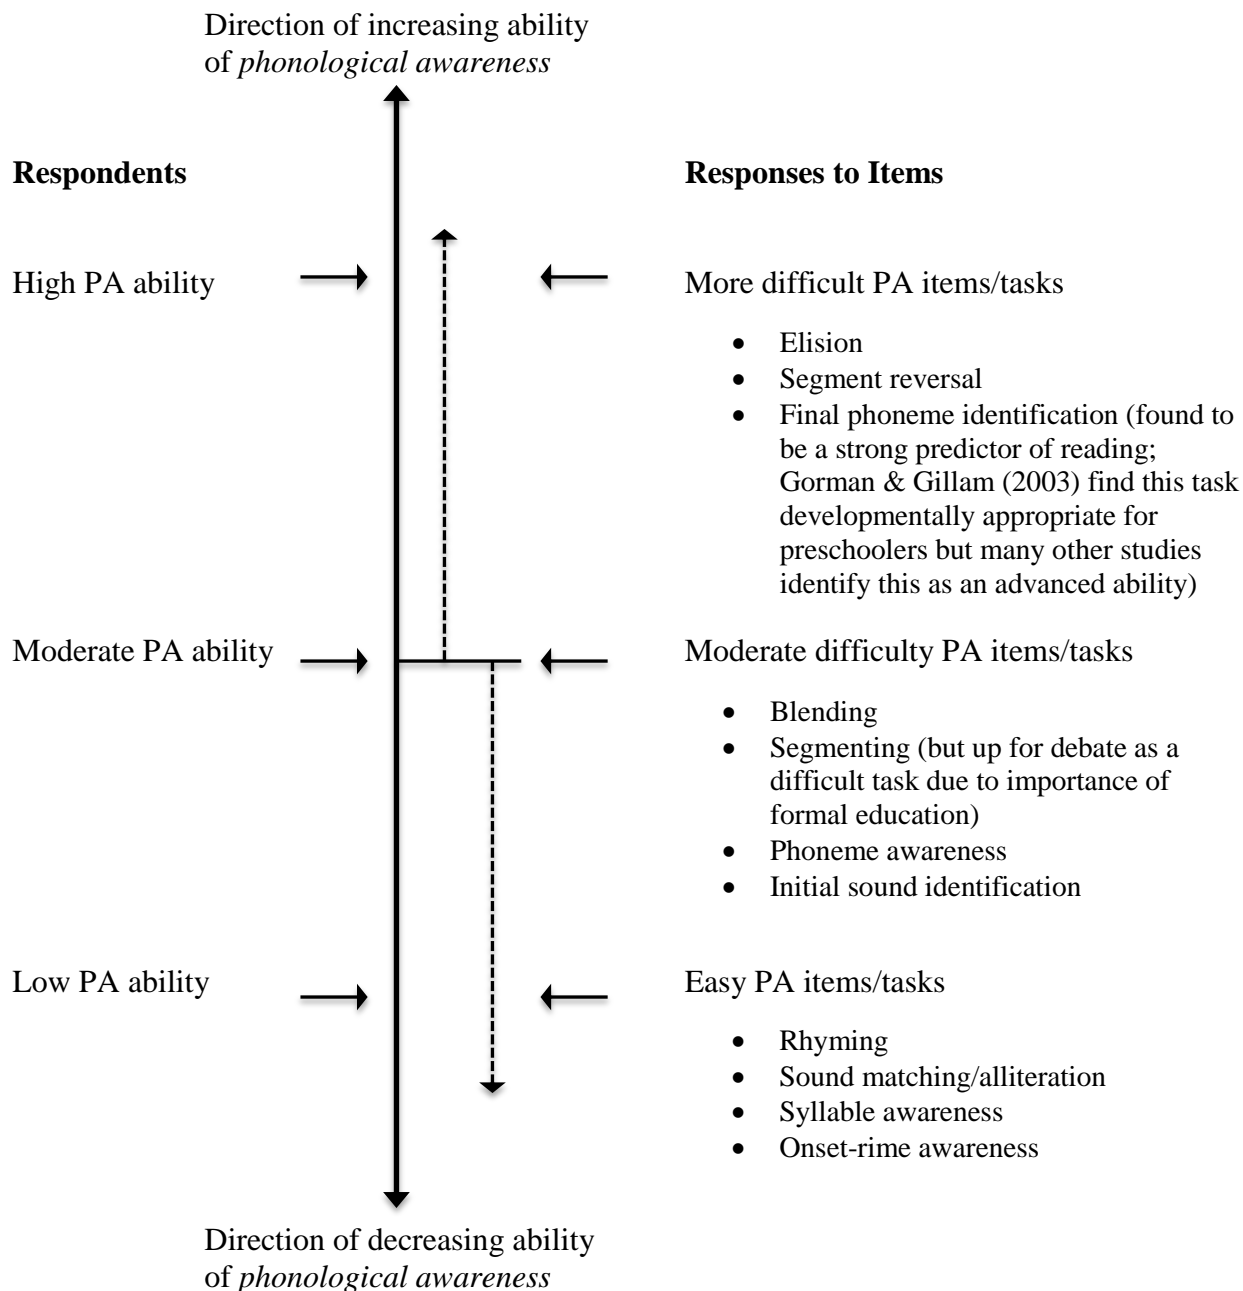 Direction of increasing ability
of phonological awareness
Respondents
Responses to Items
High PA ability
More difficult PA items/tasks
• Elision
• Segment reversal
• Final phoneme identification (found to
be a strong predictor of reading;
Gorman & Gillam (2003) find this task
developmentally appropriate for
preschoolers but many other studies
identify this as an advanced ability)
Moderate PA ability
Moderate difficulty PA items/tasks
• Blending
• Segmenting (but up for debate as a
difficult task due to importance of
formal education)
• Phoneme awareness
• Initial sound identification
Low PA ability
Easy PA items/tasks
• Rhyming
• Sound matching/alliteration
• Syllable awareness
• Onset-rime awareness
Direction of decreasing ability
of phonological awareness